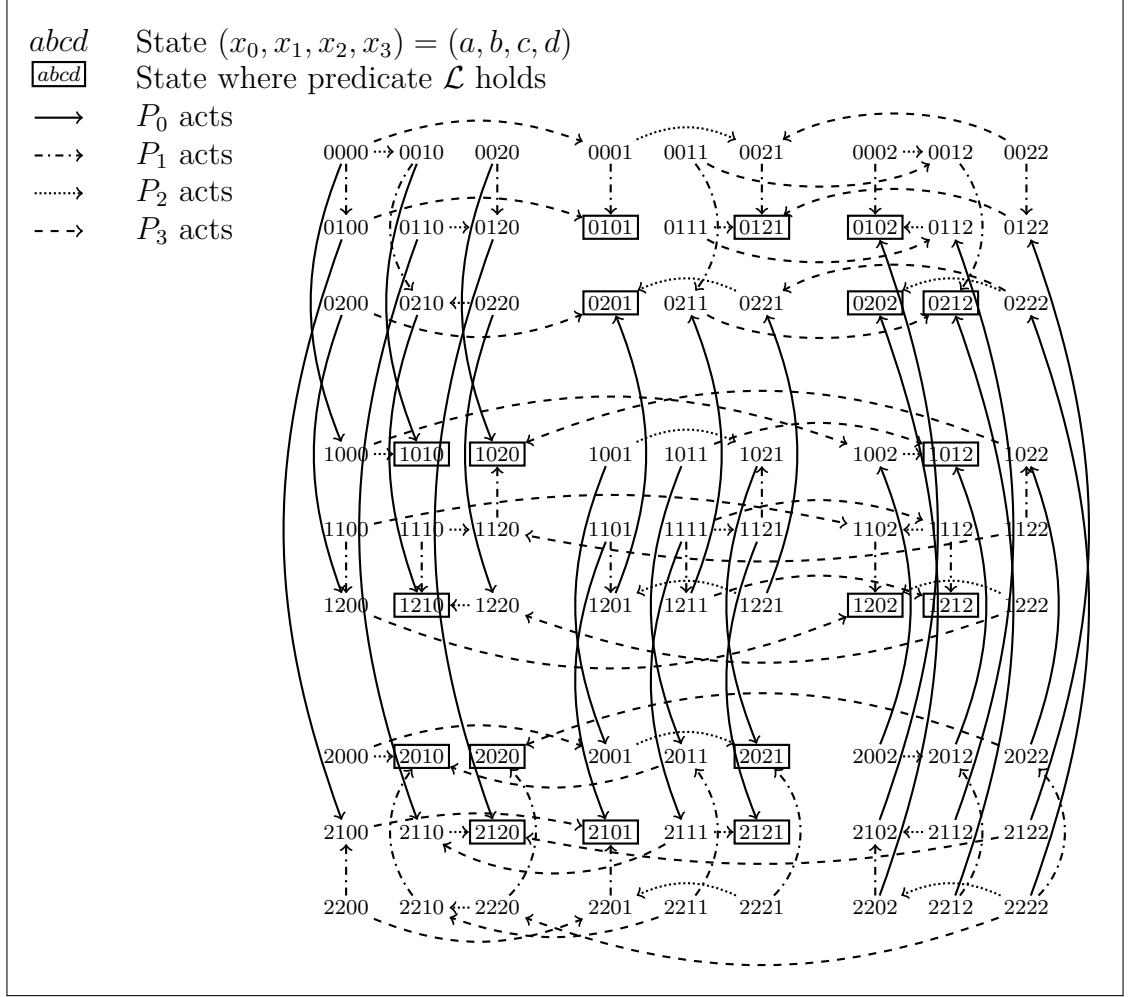 abcd State (x₀, x₁, x₂, x₃) = (a, b, c, d)
abcd State where predicate 𝓛 holds
P₀ acts
P₁ acts
P₂ acts
P₃ acts
0000 0010 0020 0001 0011 0021 0002 0012 0022
0100 0110 0120 0101 0111 0121 0102 0112 0122
0200 0210 0220 0201 0211 0221 0202 0212 0222
1000 1010 1020 1001 1011 1021 1002 1012 1022
1100 1110 1120 1101 1111 1121 1102 1112 1122
1200 1210 1220 1201 1211 1221 1202 1212 1222
2000 2010 2020 2001 2011 2021 2002 2012 2022
2100 2110 2120 2101 2111 2121 2102 2112 2122
2200 2210 2220 2201 2211 2221 2202 2212 2222